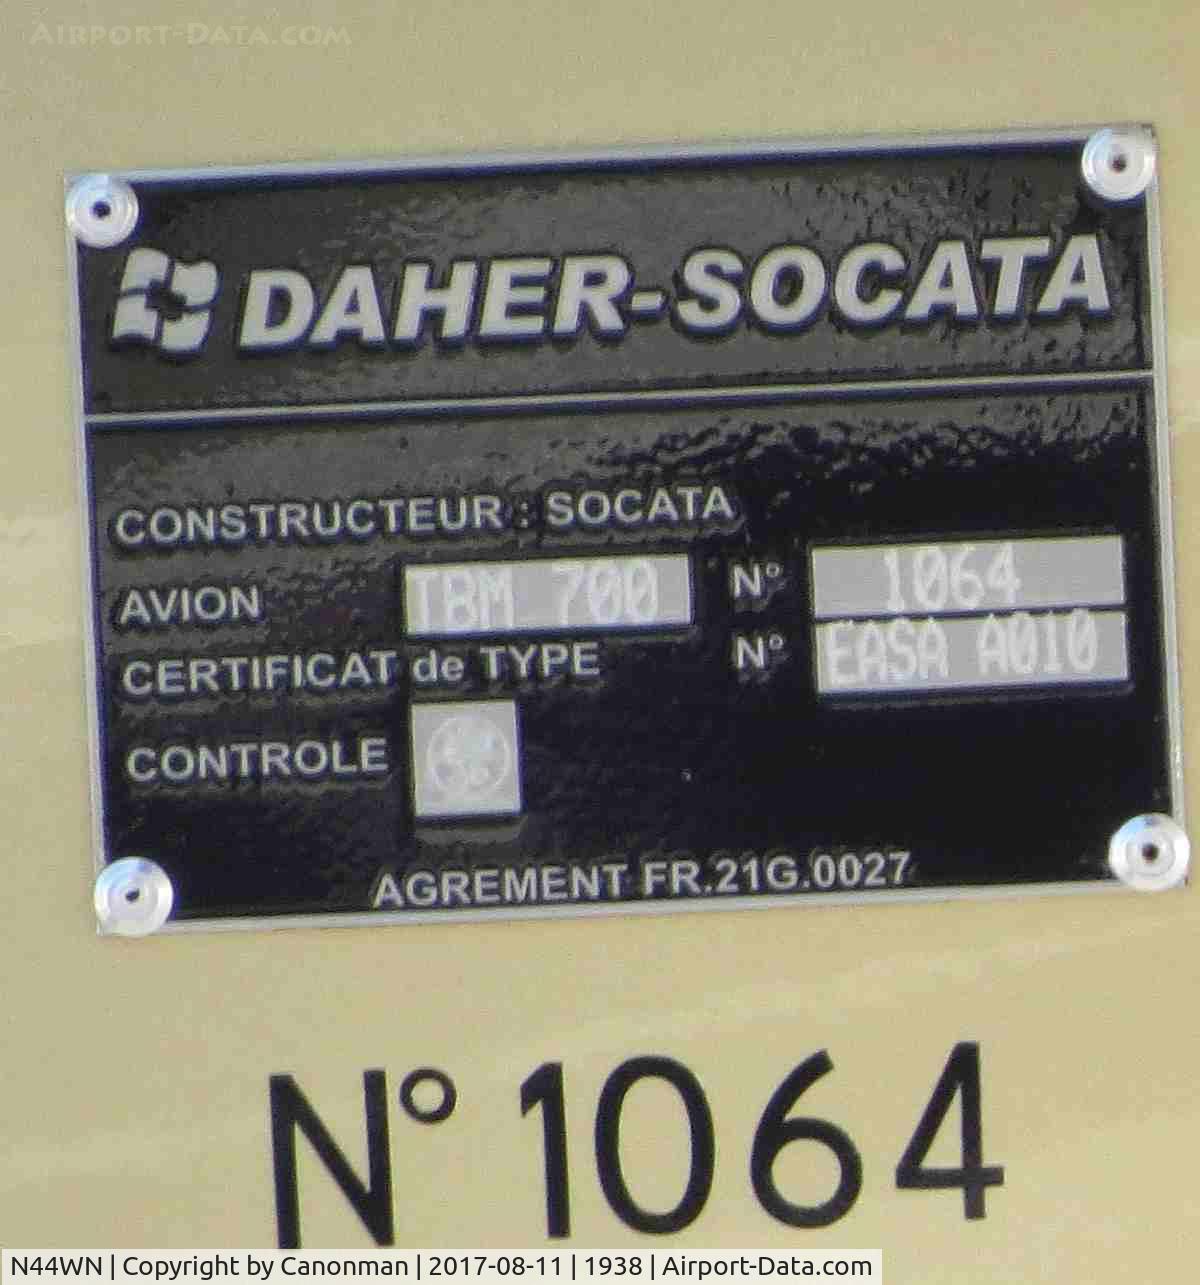 AIRPORT-DATA.COM
DAHER-SOCATA
CONSTRUCTEUR : SOCATA
AVION TBM 700 N° 1064
CERTIFICAT de TYPE N° EASA A010
CONTROLE
AGREMENT FR.21G.0027
N° 1064
N44WN | Copyright by Canonman | 2017-08-11 | 1938 | Airport-Data.com